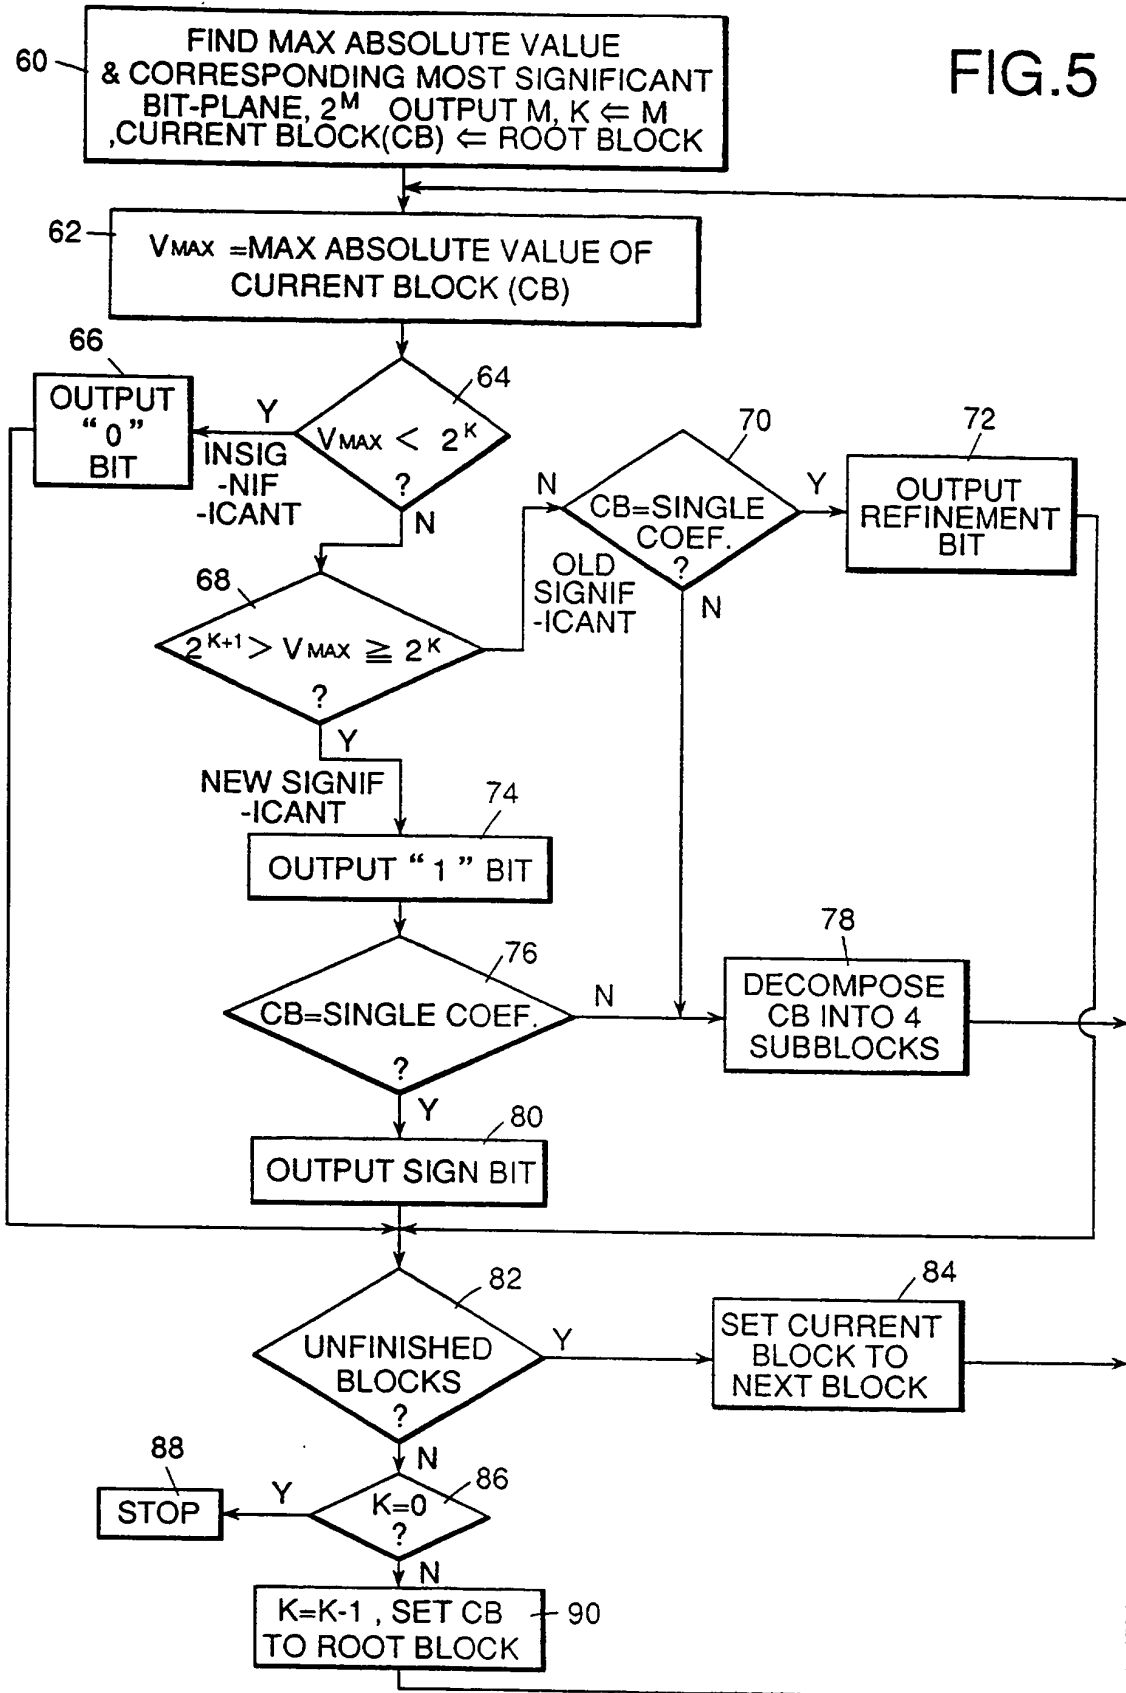 FIG.5
60
FIND MAX ABSOLUTE VALUE
& CORRESPONDING MOST SIGNIFICANT
BIT-PLANE, 2^M OUTPUT M, K ⇐ M
,CURRENT BLOCK(CB) ⇐ ROOT BLOCK
62
VMAX =MAX ABSOLUTE VALUE OF
CURRENT BLOCK (CB)
66
OUTPUT
"0"
BIT
Y
INSIG
-NIF
-ICANT
64
VMAX < 2^K
?
N
70
N
CB=SINGLE
COEF.
?
Y
72
OUTPUT
REFINEMENT
BIT
OLD
SIGNIF
-ICANT
N
68
2^K+1 > VMAX ≧ 2^K
?
Y
NEW SIGNIF
-ICANT
74
OUTPUT "1" BIT
76
CB=SINGLE COEF.
?
N
78
DECOMPOSE
CB INTO 4
SUBBLOCKS
Y
80
OUTPUT SIGN BIT
82
UNFINISHED
BLOCKS
?
Y
84
SET CURRENT
BLOCK TO
NEXT BLOCK
N
88
STOP
Y
86
K=0
?
N
K=K-1 , SET CB
TO ROOT BLOCK
90